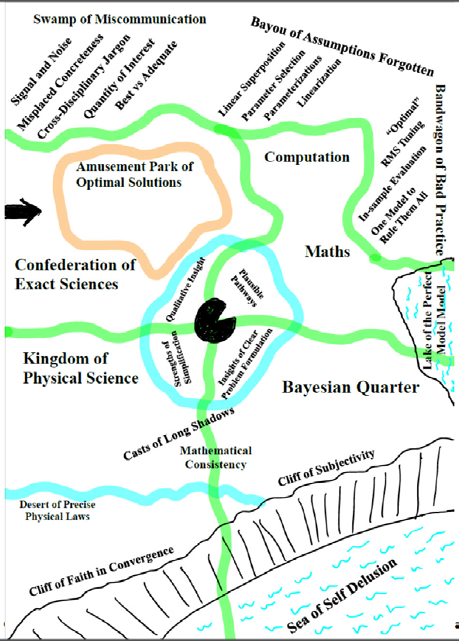 Swamp of Miscommunication
Signal and Noise
Misplaced Concreteness
Cross-Disciplinary Jargon
Quantity of Interest
Best vs Adequate
Bayou of Assumptions Forgotten
Linear Superposition
Parameter Selection
Parameterizations
Linearization
Bandwagon of Bad Practice
"Optimal"
RMS Tuning
In-sample Evaluation
One Model to
Rule Them All
Computation
Amusement Park of
Optimal Solutions
Maths
Confederation of
Exact Sciences
Qualitative Insight
Plausible
Pathways
Lake of the Perfect
Model Model
Kingdom of
Physical Science
Strengths of
Simplification
Insights of Clear
Problem Formulation
Bayesian Quarter
Casts of Long Shadows
Mathematical
Consistency
Cliff of Subjectivity
Desert of Precise
Physical Laws
Cliff of Faith in Convergence
Sea of Self Delusion